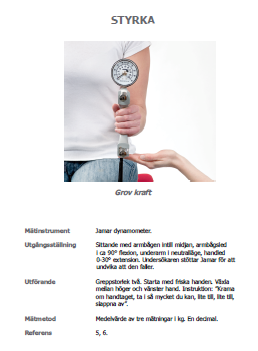 STYRKA
Grov kraft
Mätinstrument Jamar dynamometer.
Utgångsställning Sittande med armbågen intill midjan, armbågsled
i ca 90° flexion, underarm i neutralläge, handled
0-30° extension. Undersökaren stöttar Jamar för att
undvika att den faller.
Utförande Greppstorlek två. Starta med friska handen. Växla
mellan höger och vänster hand. Instruktion: ”Krama
om handtaget, ta i så mycket du kan, lite till, lite till,
slappna av”.
Mätmetod Medelvärde av tre mätningar i kg. En decimal.
Referens 5, 6.